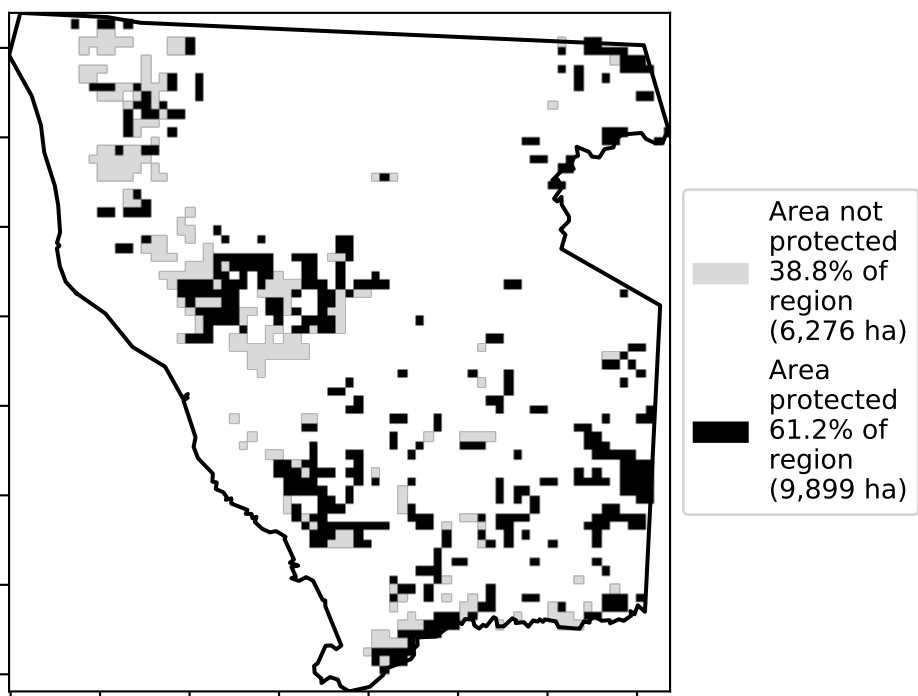 Area not
protected
38.8% of
region
(6,276 ha)
Area
protected
61.2% of
region
(9,899 ha)